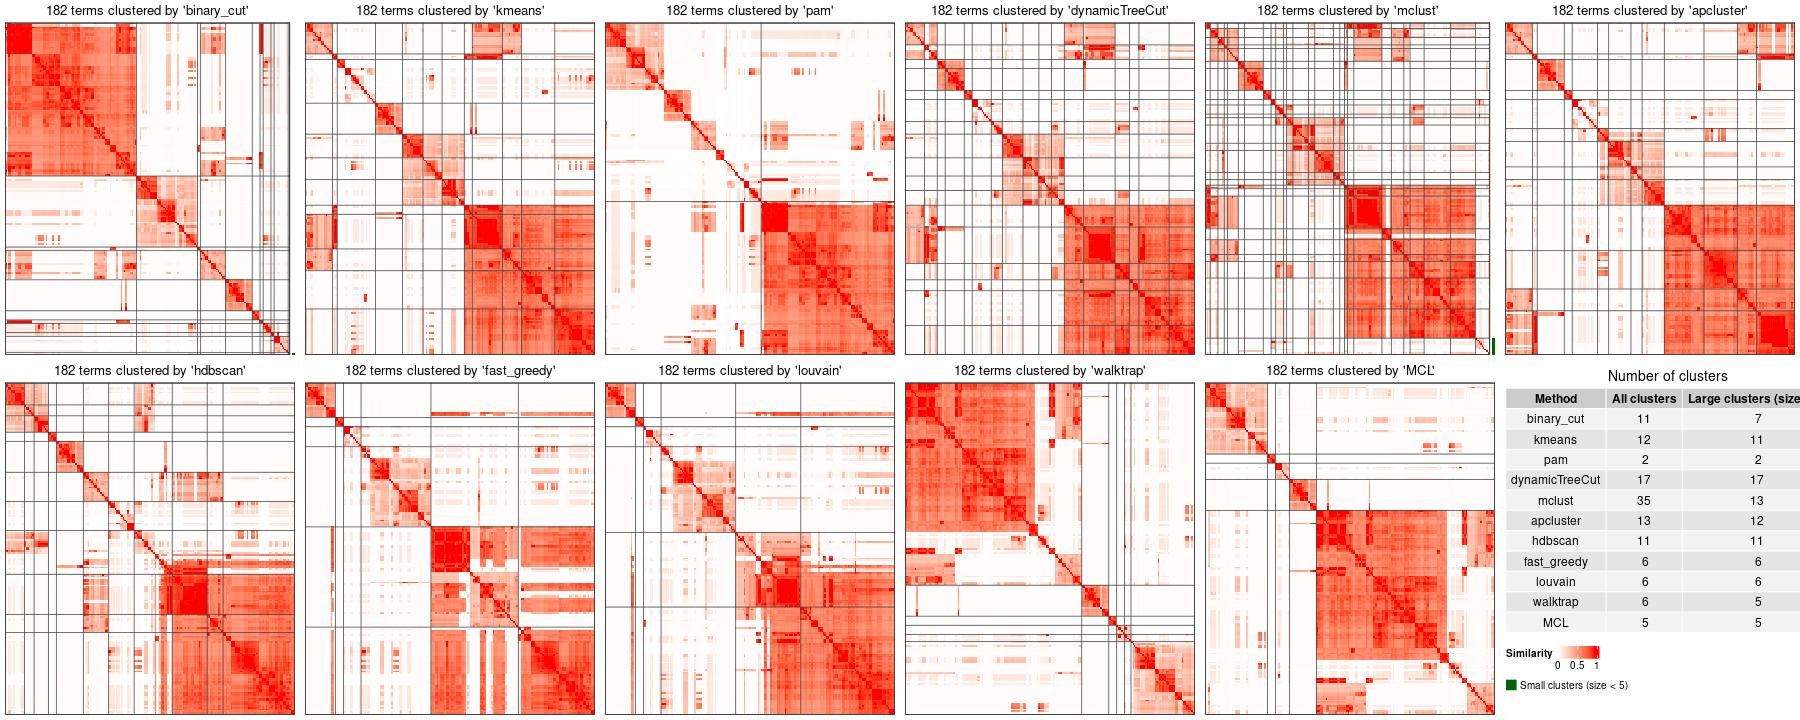 182 terms clustered by 'binary_cut'
182 terms clustered by 'kmeans'
182 terms clustered by 'pam'
182 terms clustered by 'dynamicTreeCut'
182 terms clustered by 'mclust'
182 terms clustered by 'apcluster'
182 terms clustered by 'hdbscan'
182 terms clustered by 'fast_greedy'
182 terms clustered by 'louvain'
182 terms clustered by 'walktrap'
182 terms clustered by 'MCL'
Number of clusters
Method All clusters Large clusters (size
binary_cut 11 7
kmeans 12 11
pam 2 2
dynamicTreeCut 17 17
mclust 35 13
apcluster 13 12
hdbscan 11 11
fast_greedy 6 6
louvain 6 6
walktrap 6 5
MCL 5 5
Similarity
0 0.5 1
Small clusters (size < 5)